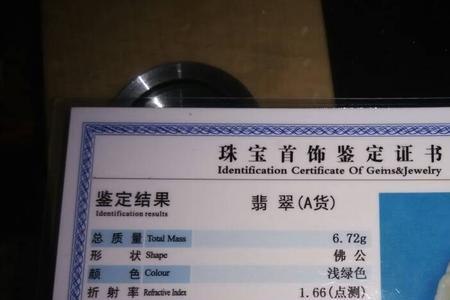 珠宝首饰鉴定证书
Identification Certificate Of Gems&Jewelry
鉴定结果 翡翠(A货)
Identification results
总质量 Total Mass 6.72g
形状 Shape 佛公
颜色 Colour 浅绿色
折射率 Refractive Index 1.66(点测)